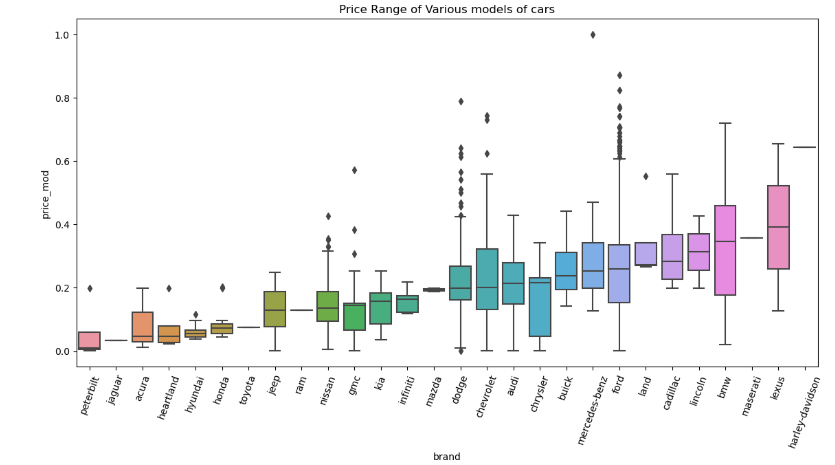 Price Range of Various models of cars
price_mod
1.0
0.8
0.6
0.4
0.2
0.0
peterbilt
jaguar
acura
heartland
hyundai
honda
toyota
jeep
ram
nissan
gmc
kia
infiniti
mazda
dodge
chevrolet
audi
chrysler
buick
mercedes-benz
ford
land
cadillac
lincoln
bmw
maserati
lexus
harley-davidson
brand